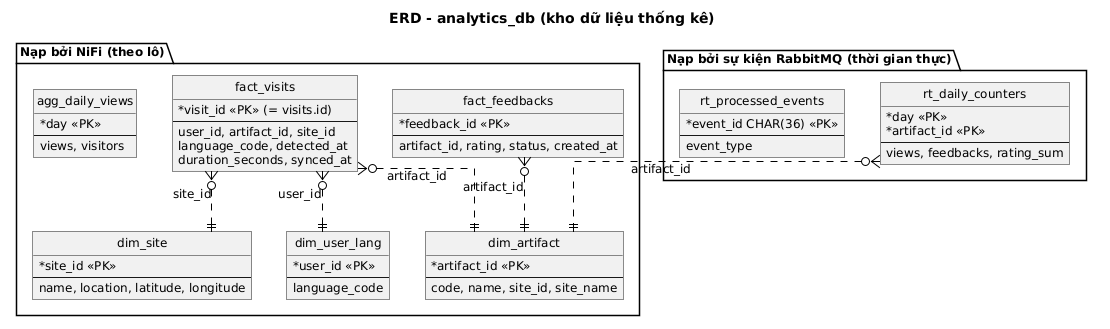 ERD - analytics_db (kho dữ liệu thống kê)
Nạp bởi NiFi (theo lô)
agg_daily_views
*day «PK»
views, visitors
fact_visits
*visit_id «PK» (= visits.id)
user_id, artifact_id, site_id
language_code, detected_at
duration_seconds, synced_at
fact_feedbacks
*feedback_id «PK»
artifact_id, rating, status, created_at
site_id
user_id
artifact_id
artifact_id
artifact_id
dim_site
*site_id «PK»
name, location, latitude, longitude
dim_user_lang
*user_id «PK»
language_code
dim_artifact
*artifact_id «PK»
code, name, site_id, site_name
Nạp bởi sự kiện RabbitMQ (thời gian thực)
rt_processed_events
*event_id CHAR(36) «PK»
event_type
rt_daily_counters
*day «PK»
*artifact_id «PK»
views, feedbacks, rating_sum